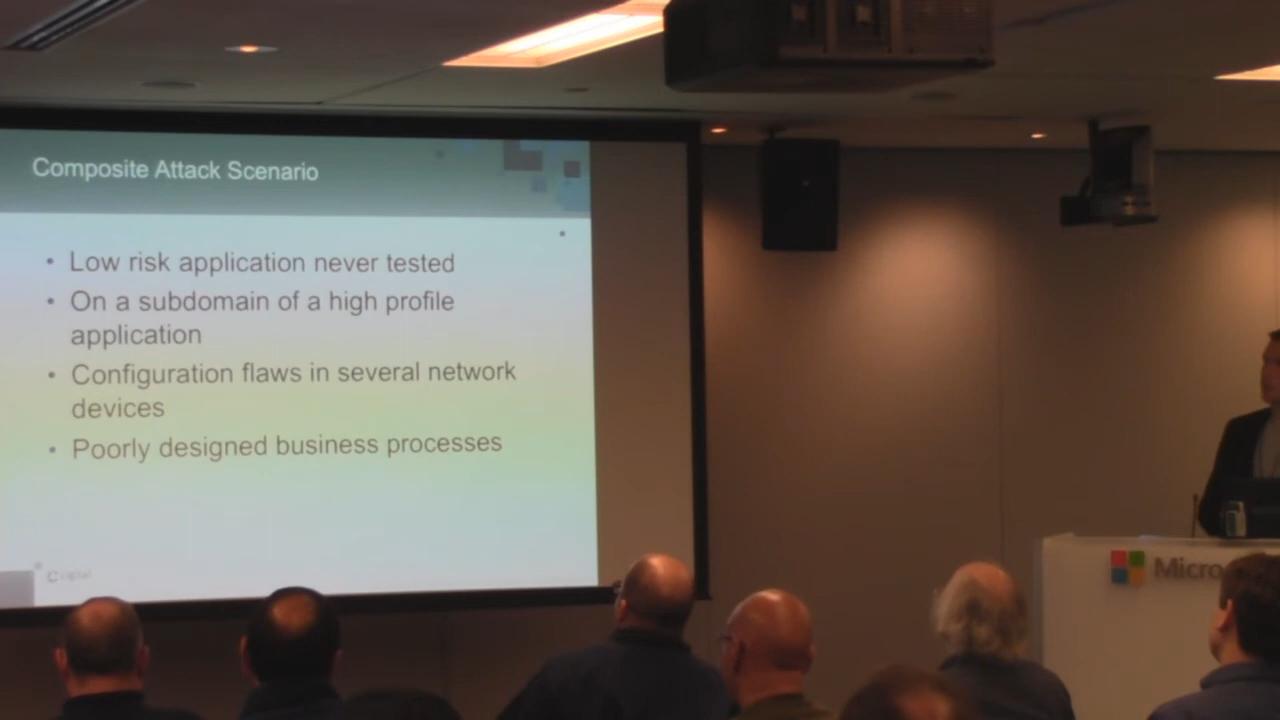 Composite Attack Scenario
• Low risk application never tested
• On a subdomain of a high profile
application
• Configuration flaws in several network
devices
• Poorly designed business processes
Micro